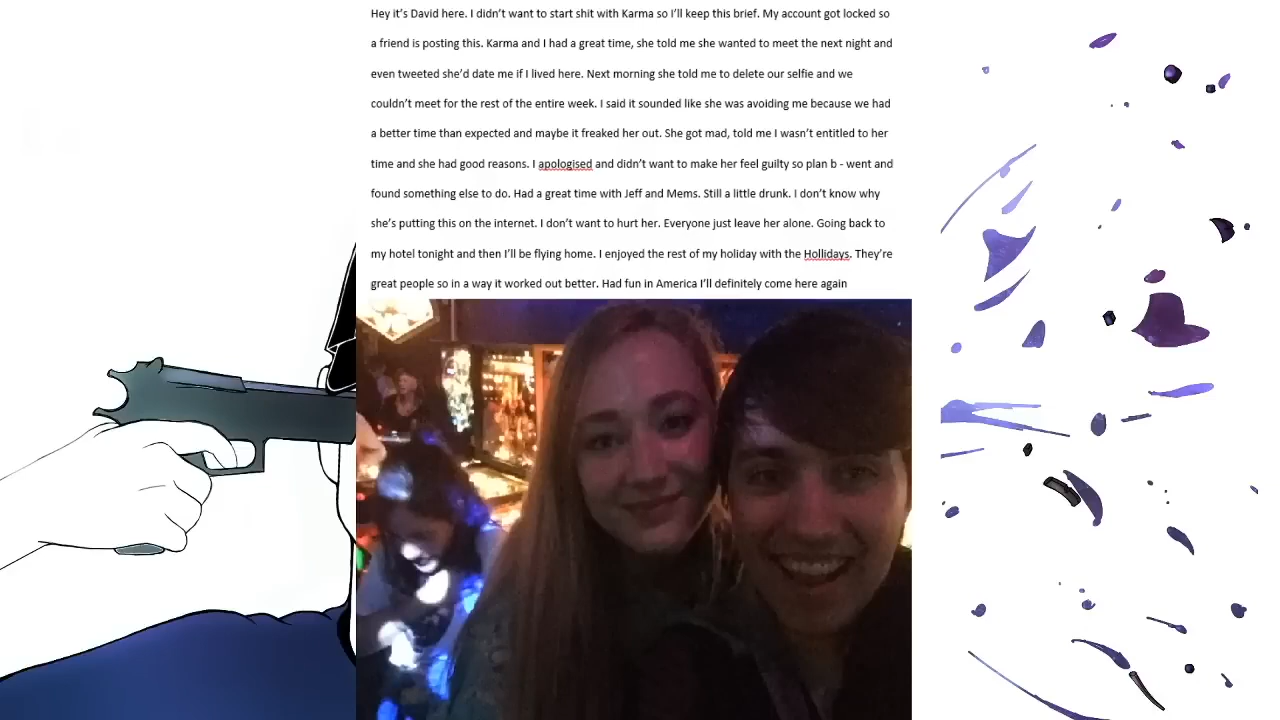 Hey it's David here. I didn't want to start shit with Karma so I'll keep this brief. My account got locked so
a friend is posting this. Karma and I had a great time, she told me she wanted to meet the next night and
even tweeted she'd date me if I lived here. Next morning she told me to delete our selfie and we
couldn't meet for the rest of the entire week. I said it sounded like she was avoiding me because we had
a better time than expected and maybe it freaked her out. She got mad, told me I wasn't entitled to her
time and she had good reasons. I apologised and didn't want to make her feel guilty so plan b - went and
found something else to do. Had a great time with Jeff and Mems. Still a little drunk. I don't know why
she's putting this on the internet. I don't want to hurt her. Everyone just leave her alone. Going back to
my hotel tonight and then I'll be flying home. I enjoyed the rest of my holiday with the Hollidays. They're
great people so in a way it worked out better. Had fun in America I'll definitely come here again